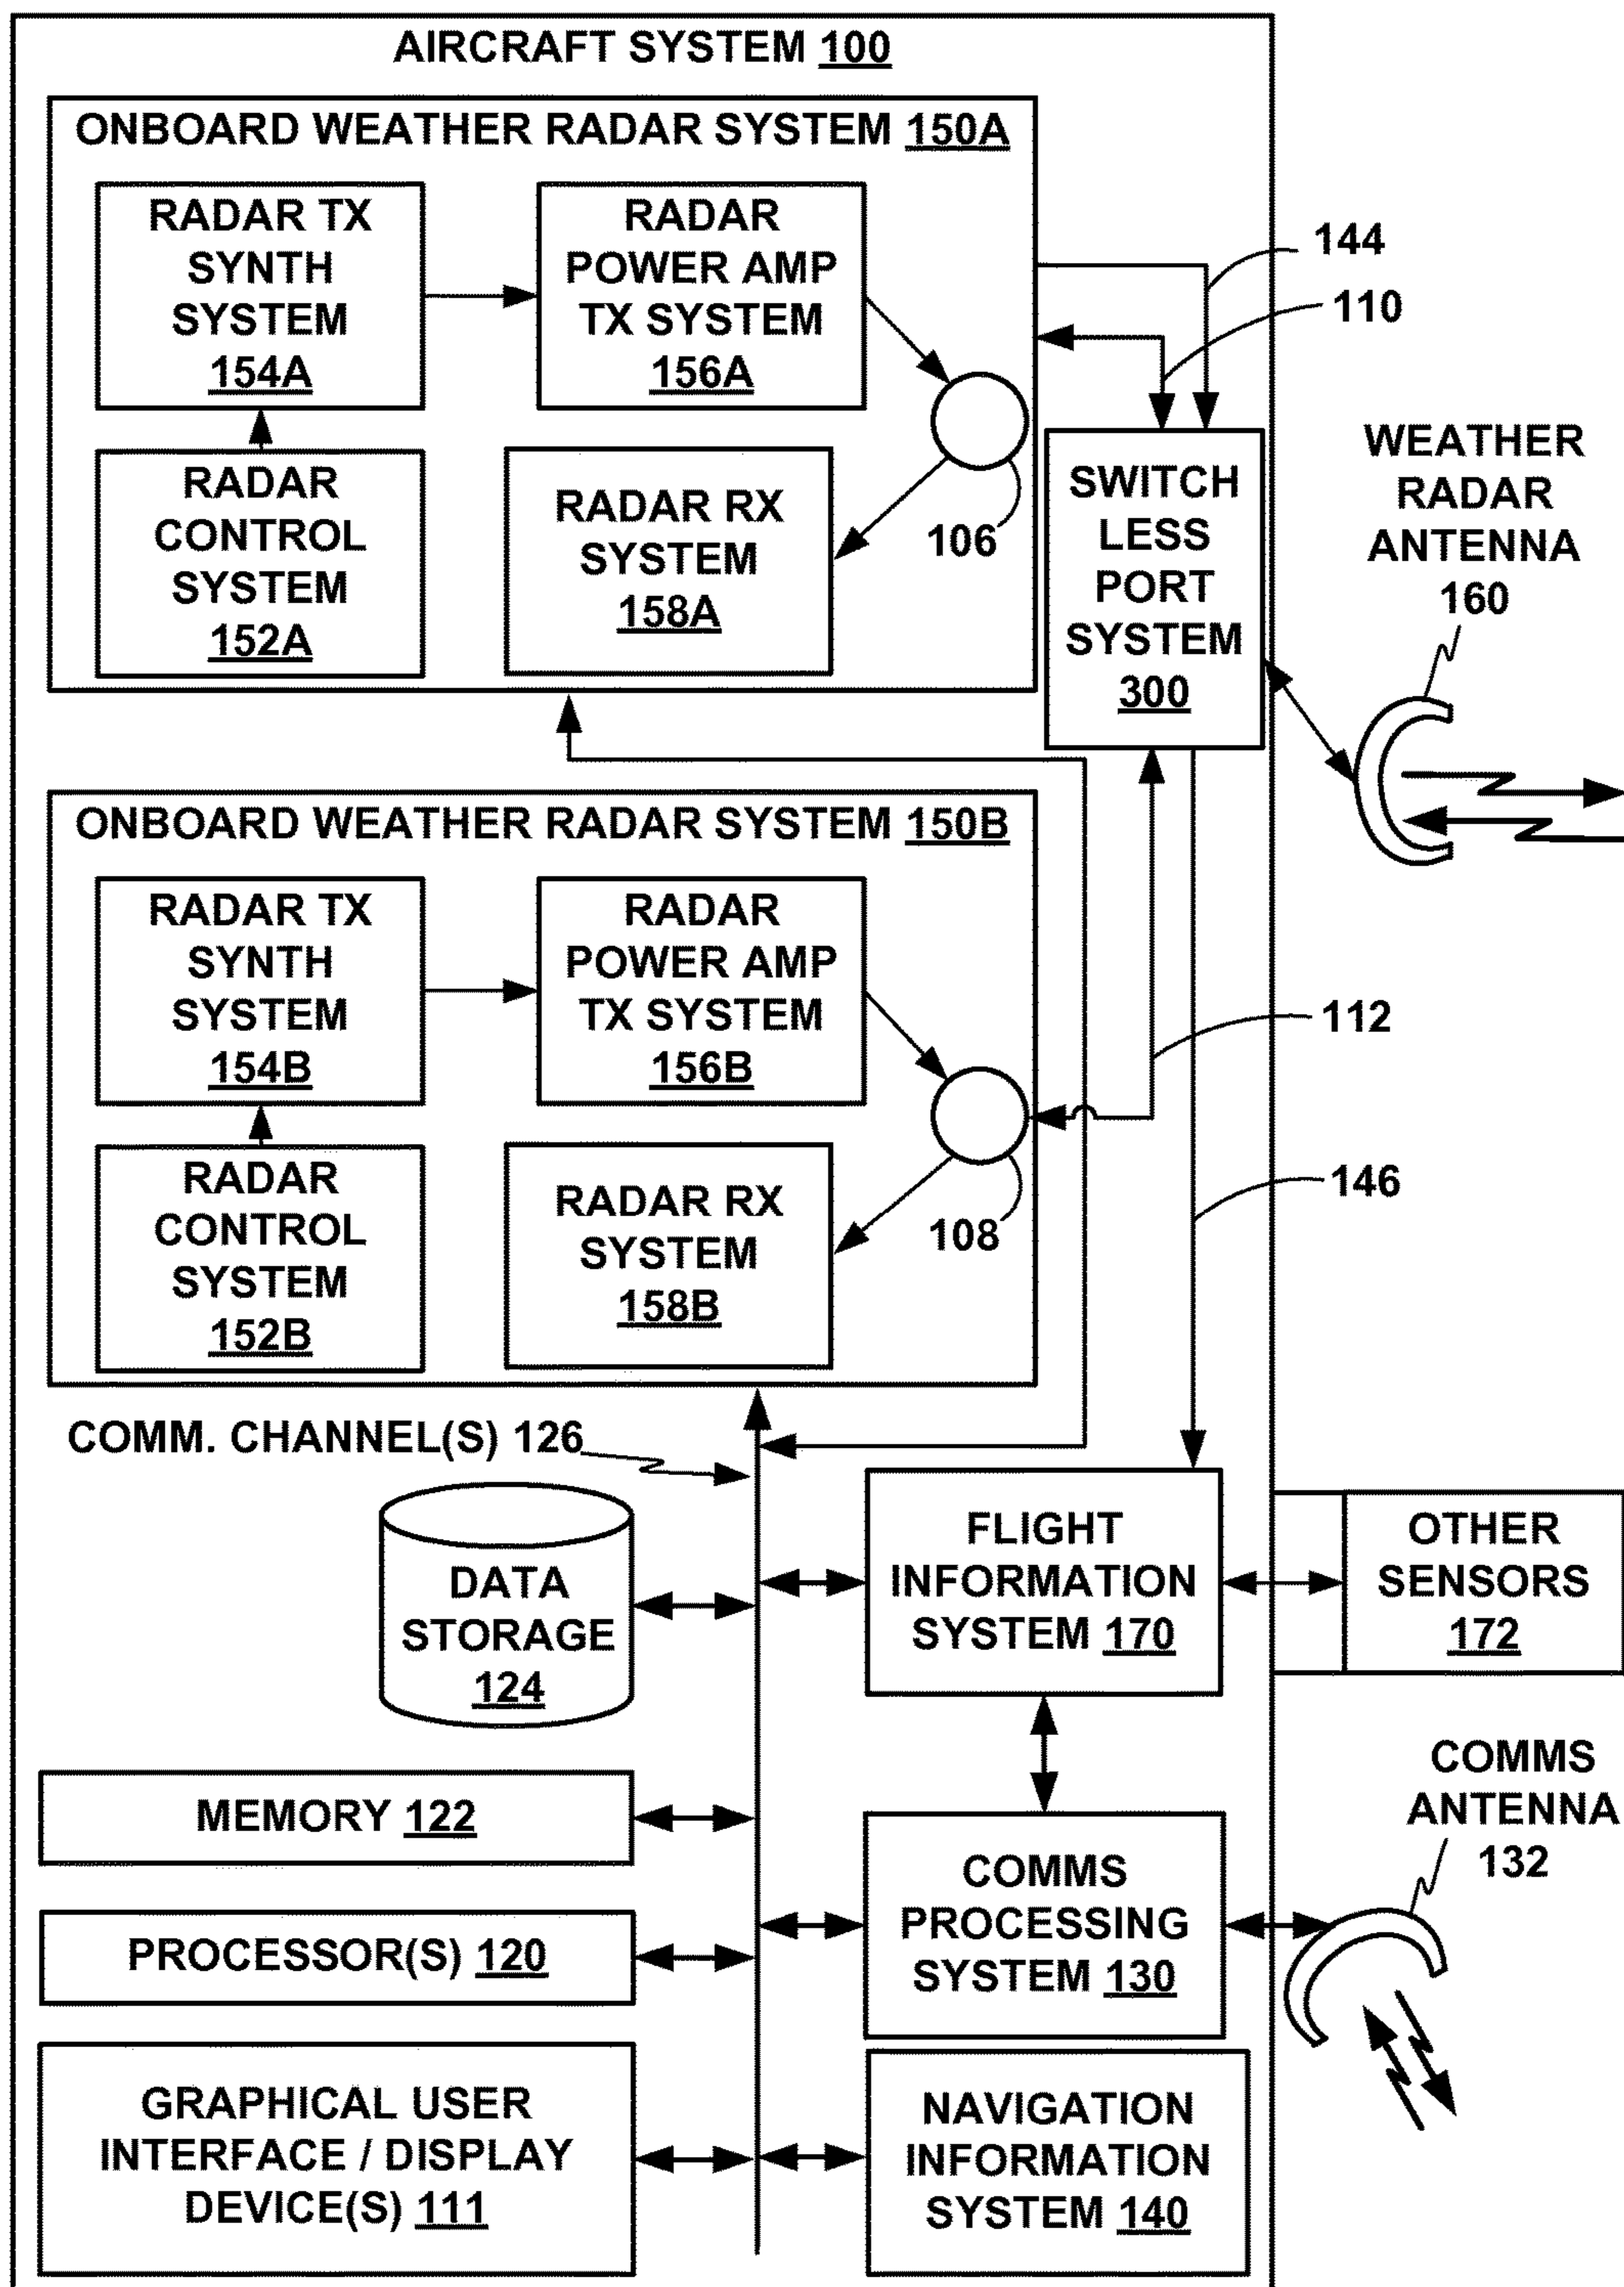 AIRCRAFT SYSTEM 100
ONBOARD WEATHER RADAR SYSTEM 150A
RADAR TX
SYNTH
SYSTEM
154A
RADAR
POWER AMP
TX SYSTEM
156A
RADAR
CONTROL
SYSTEM
152A
RADAR RX
SYSTEM
158A
106
144
110
SWITCH
LESS
PORT
SYSTEM
300
WEATHER
RADAR
ANTENNA
160
ONBOARD WEATHER RADAR SYSTEM 150B
RADAR TX
SYNTH
SYSTEM
154B
RADAR
POWER AMP
TX SYSTEM
156B
RADAR
CONTROL
SYSTEM
152B
RADAR RX
SYSTEM
158B
108
112
146
COMM. CHANNEL(S) 126
DATA
STORAGE
124
FLIGHT
INFORMATION
SYSTEM 170
OTHER
SENSORS
172
MEMORY 122
COMMS
PROCESSING
SYSTEM 130
COMMS
ANTENNA
132
PROCESSOR(S) 120
GRAPHICAL USER
INTERFACE / DISPLAY
DEVICE(S) 111
NAVIGATION
INFORMATION
SYSTEM 140